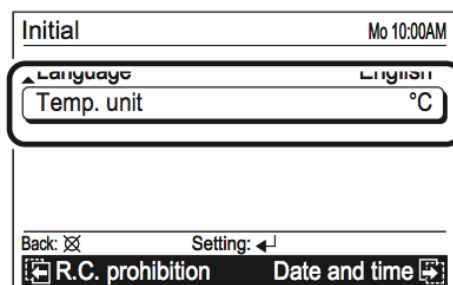 Initial Mo 10:00AM
Language English
Temp. unit °C
Back: Setting:
R.C. prohibition Date and time